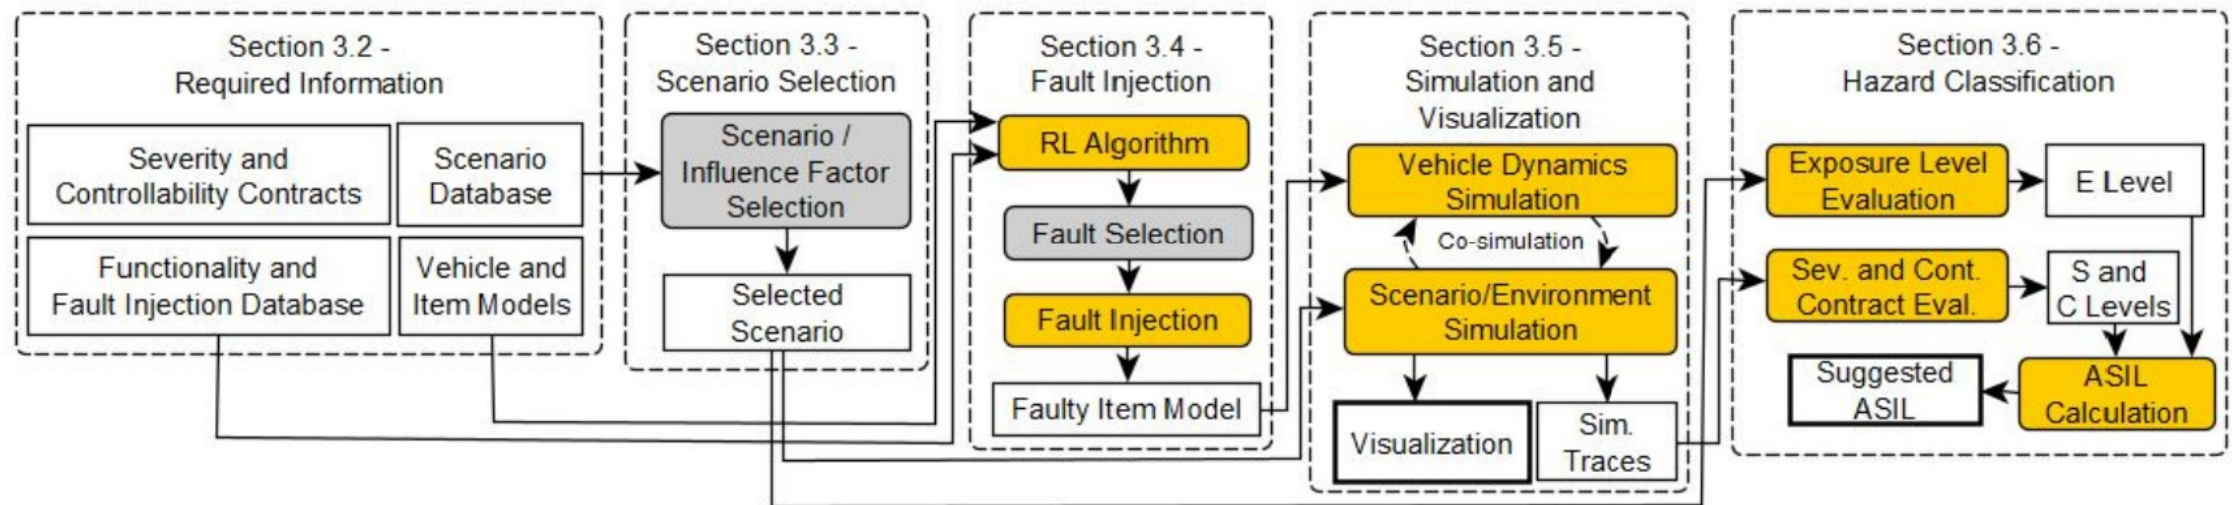 Section 3.2 -
Required Information
Severity and
Controllability Contracts
Scenario
Database
Functionality and
Fault Injection Database
Vehicle and
Item Models
Section 3.3 -
Scenario Selection
Scenario /
Influence Factor
Selection
Selected
Scenario
Section 3.4 -
Fault Injection
RL Algorithm
Fault Selection
Fault Injection
Faulty Item Model
Section 3.5 -
Simulation and
Visualization
Vehicle Dynamics
Simulation
Co-simulation
Scenario/Environment
Simulation
Visualization
Sim.
Traces
Section 3.6 -
Hazard Classification
Exposure Level
Evaluation
E Level
Sev. and Cont.
Contract Eval.
S and
C Levels
Suggested
ASIL
ASIL
Calculation